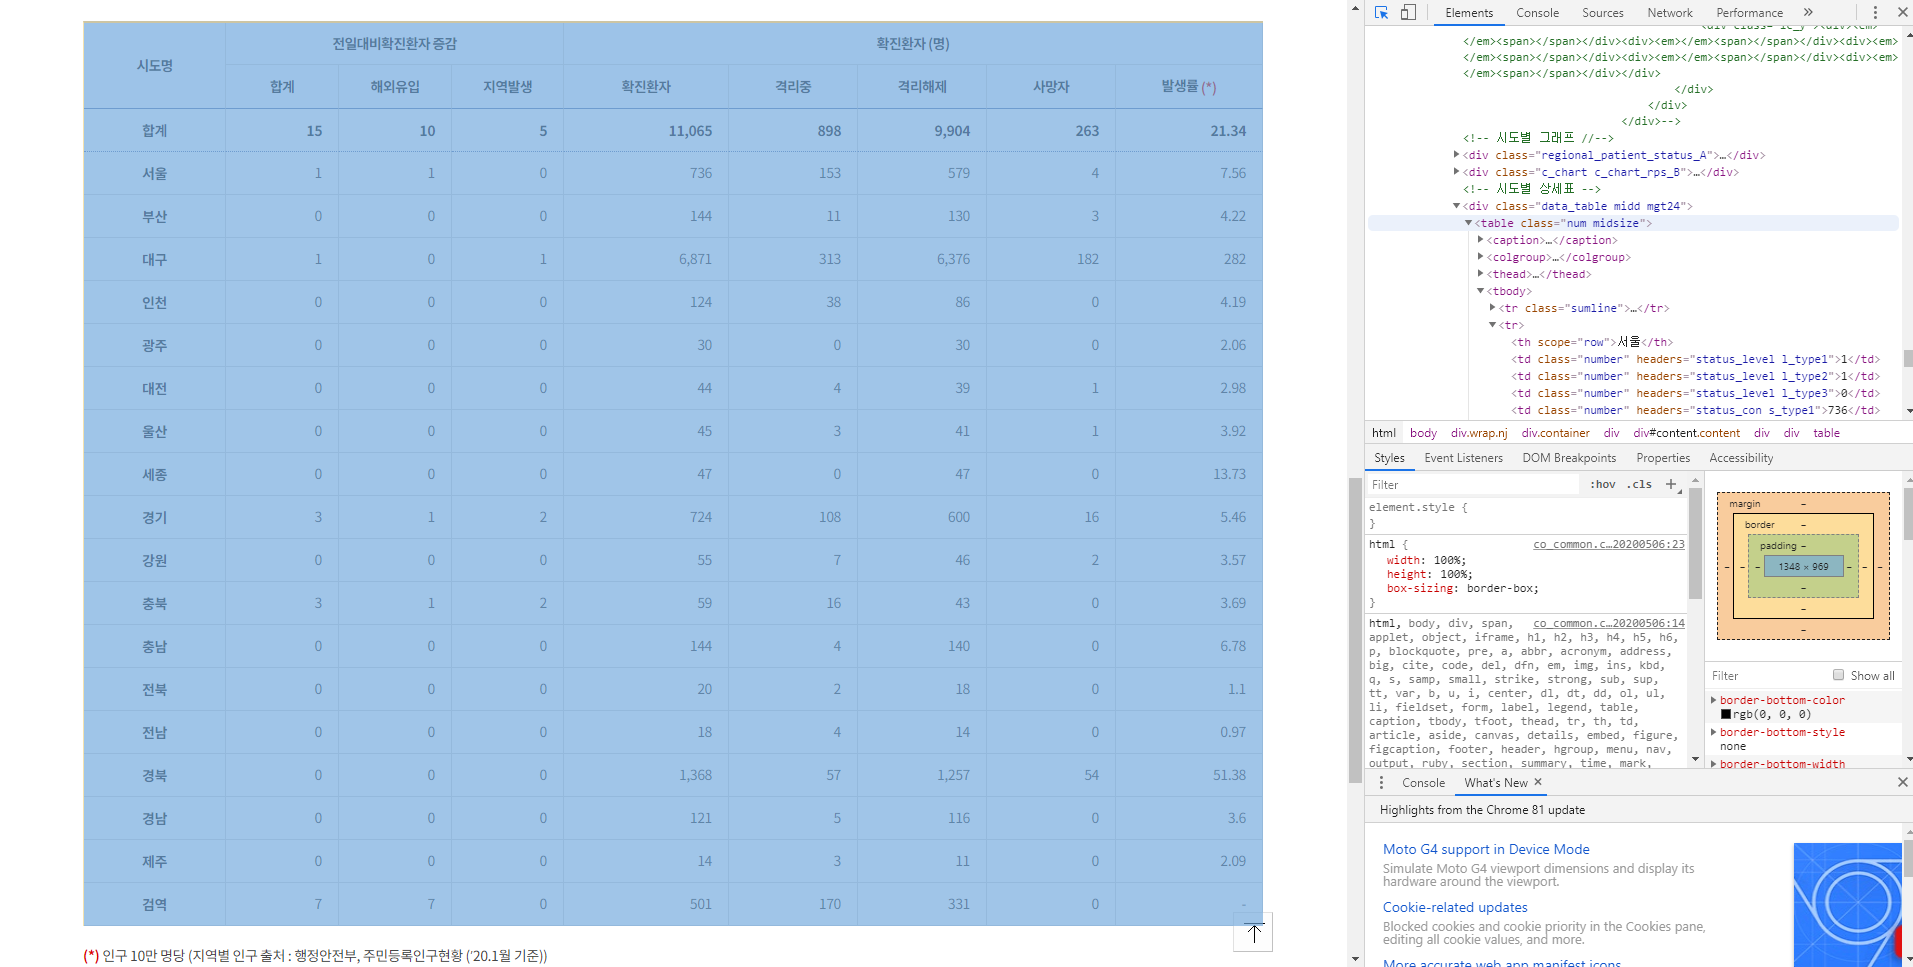 시도명 전일대비확진환자 증감 확진환자 (명)
합계 해외유입 지역발생 확진환자 격리중 격리해제 사망자 발생률 (*)
합계 15 10 5 11,065 898 9,904 263 21.34
서울 1 1 0 736 153 579 4 7.56
부산 0 0 0 144 11 130 3 4.22
대구 1 0 1 6,871 313 6,376 182 282
인천 0 0 0 124 38 86 0 4.19
광주 0 0 0 30 0 30 0 2.06
대전 0 0 0 44 4 39 1 2.98
울산 0 0 0 45 3 41 1 3.92
세종 0 0 0 47 0 47 0 13.73
경기 3 1 2 724 108 600 16 5.46
강원 0 0 0 55 7 46 2 3.57
충북 3 1 2 59 16 43 0 3.69
충남 0 0 0 144 4 140 0 6.78
전북 0 0 0 20 2 18 0 1.1
전남 0 0 0 18 4 14 0 0.97
경북 0 0 0 1,368 57 1,257 54 51.38
경남 0 0 0 121 5 116 0 3.6
제주 0 0 0 14 3 11 0 2.09
검역 7 7 0 501 170 331 0 -
(*) 인구 10만 명당 (지역별 인구 출처 : 행정안전부, 주민등록인구현황 ('20.1월 기준))
Elements Console Sources Network Performance »
</em><span></span></div><div><em></em><span></span></div><div><em>
</em><span></span></div><div><em></em><span></span></div><div><em>
</em><span></span></div></div>
</div>
</div>
</div>-->
<!-- 시도별 그래프 //-->
<div class="regional_patient_status_A">…</div>
<div class="c_chart c_chart_rps_B">…</div>
<!-- 시도별 상세표 -->
<div class="data_table midd mgt24">
<table class="num midsize">
<caption>…</caption>
<colgroup>…</colgroup>
<thead>…</thead>
<tbody>
<tr class="sumline">…</tr>
<tr>
<th scope="row">서울</th>
<td class="number" headers="status_level l_type1">1</td>
<td class="number" headers="status_level l_type2">1</td>
<td class="number" headers="status_level l_type3">0</td>
<td class="number" headers="status_con s_type1">736</td>
html body div.wrap.nj div.container div div#content.content div div table
Styles Event Listeners DOM Breakpoints Properties Accessibility
Filter :hov .cls +
element.style {
}
html { co_common.c…20200506:23
width: 100%;
height: 100%;
box-sizing: border-box;
}
html, body, div, span, co_common.c…20200506:14
applet, object, iframe, h1, h2, h3, h4, h5, h6,
p, blockquote, pre, a, abbr, acronym, address,
big, cite, code, del, dfn, em, img, ins, kbd,
q, s, samp, small, strike, strong, sub, sup,
tt, var, b, u, i, center, dl, dt, dd, ol, ul,
li, fieldset, form, label, legend, table,
caption, tbody, tfoot, thead, tr, th, td,
article, aside, canvas, details, embed, figure,
figcaption, footer, header, hgroup, menu, nav,
output, ruby, section, summary, time, mark,
margin –
border –
padding –
– – – 1348 × 969 – – –
–
–
–
Filter Show all
border-bottom-color
rgb(0, 0, 0)
border-bottom-style
none
border-bottom-width
Console What's New ×
Highlights from the Chrome 81 update
Moto G4 support in Device Mode
Simulate Moto G4 viewport dimensions and display its
hardware around the viewport.
Cookie-related updates
Blocked cookies and cookie priority in the Cookies pane,
editing all cookie values, and more.
More accurate web app manifest icons